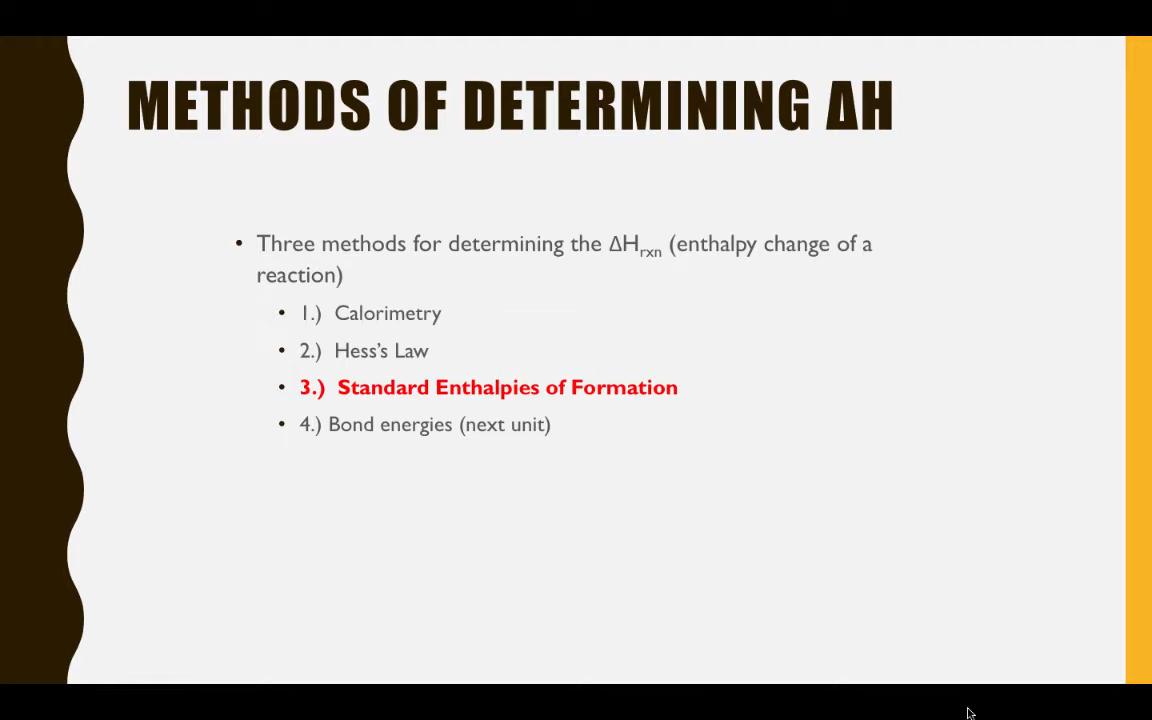 METHODS OF DETERMINING ΔH
• Three methods for determining the ΔHrxn (enthalpy change of a
reaction)
• 1.) Calorimetry
• 2.) Hess’s Law
• 3.) Standard Enthalpies of Formation
• 4.) Bond energies (next unit)